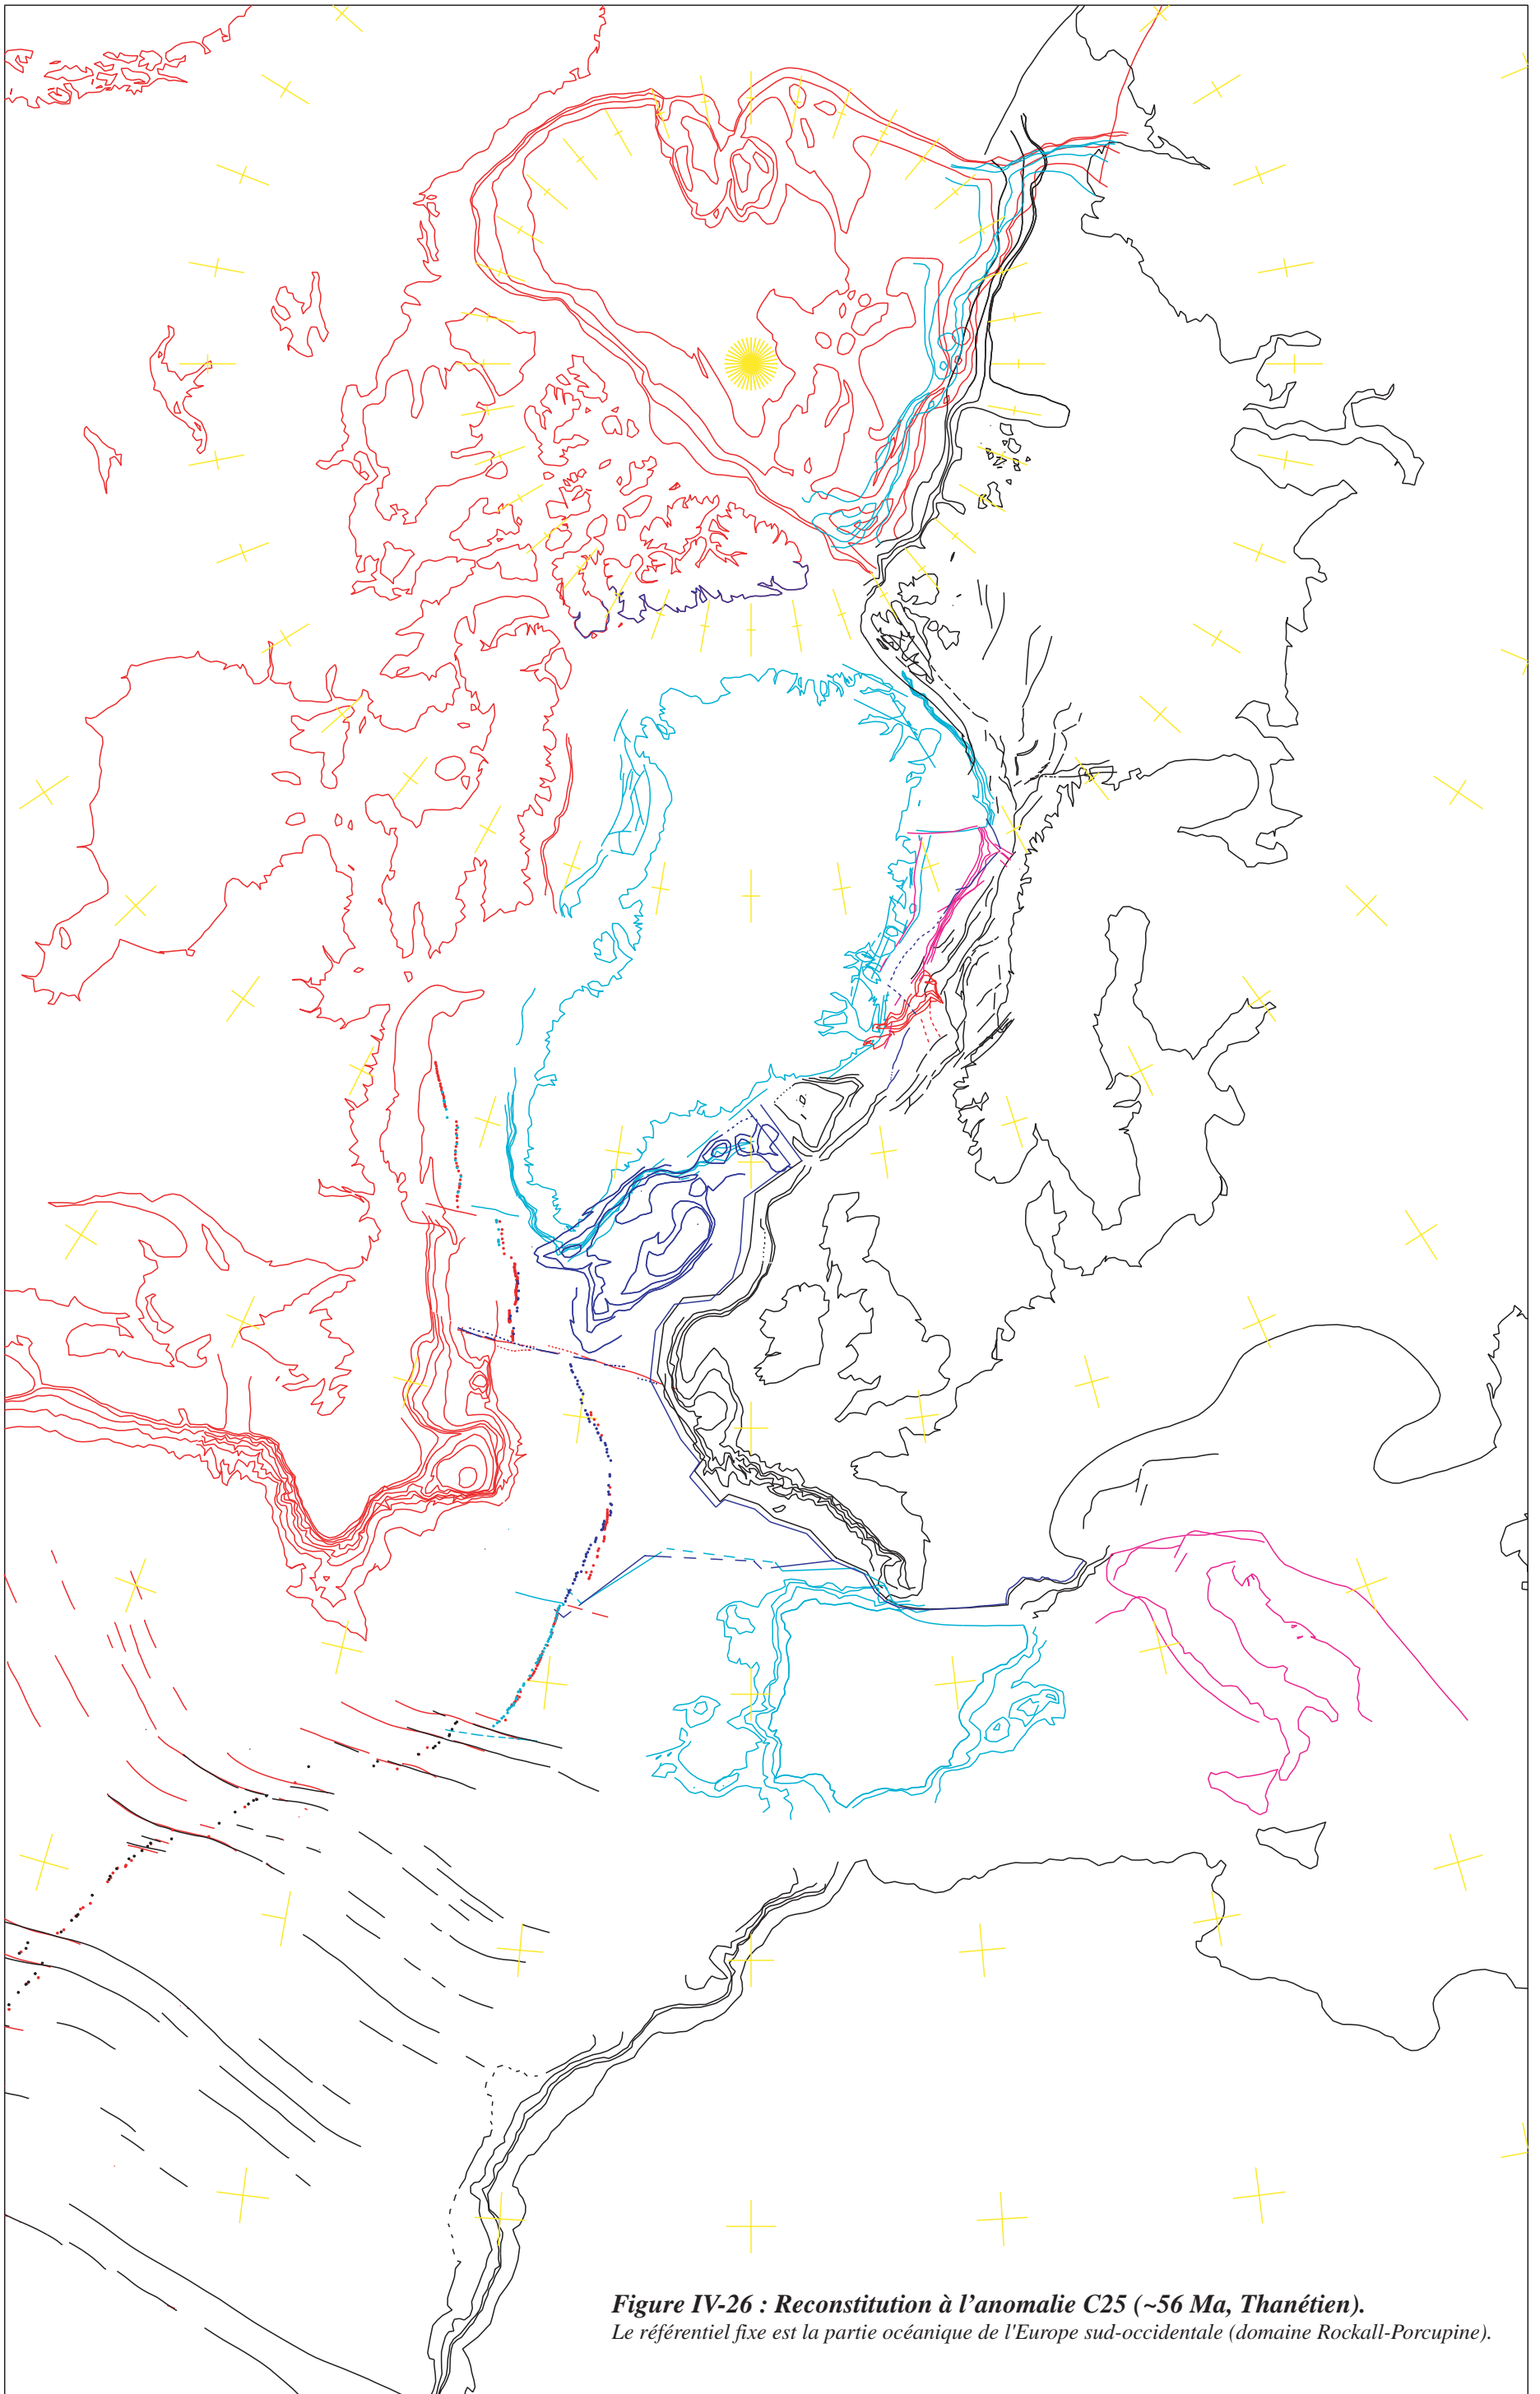 Figure IV-26 : Reconstitution à l’anomalie C25 (~56 Ma, Thanétien).
Le référentiel fixe est la partie océanique de l'Europe sud-occidentale (domaine Rockall-Porcupine).